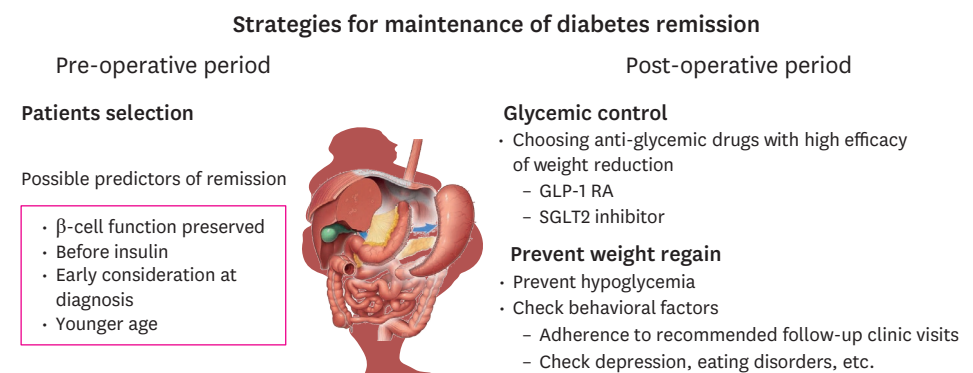 Strategies for maintenance of diabetes remission
Pre-operative period
Patients selection
Possible predictors of remission
· β-cell function preserved
· Before insulin
· Early consideration at
diagnosis
· Younger age
Post-operative period
Glycemic control
· Choosing anti-glycemic drugs with high efficacy
of weight reduction
– GLP-1 RA
– SGLT2 inhibitor
Prevent weight regain
· Prevent hypoglycemia
· Check behavioral factors
– Adherence to recommended follow-up clinic visits
– Check depression, eating disorders, etc.